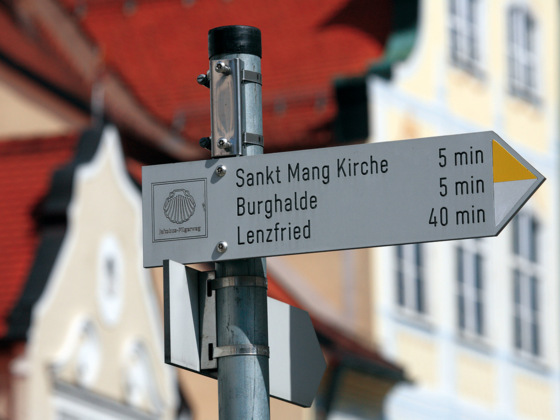 Sankt Mang Kirche 5 min
Burghalde 5 min
Lenzfried 40 min